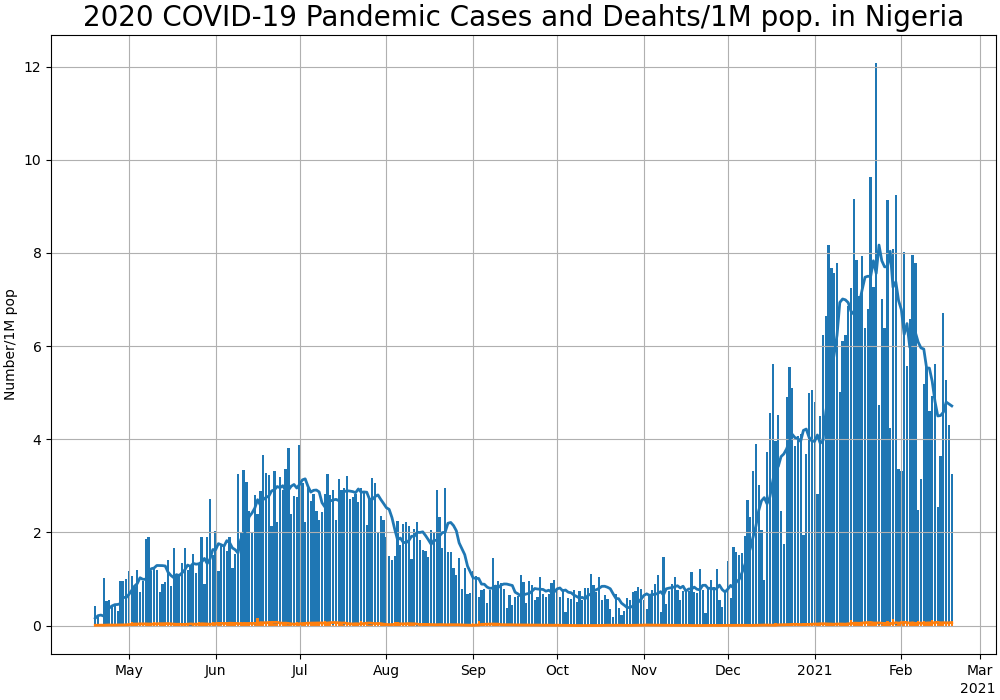 2020 COVID-19 Pandemic Cases and Deahts/1M pop. in Nigeria
Number/1M pop
12
10
8
6
4
2
0
May Jun Jul Aug Sep Oct Nov Dec 2021 Feb Mar
2021